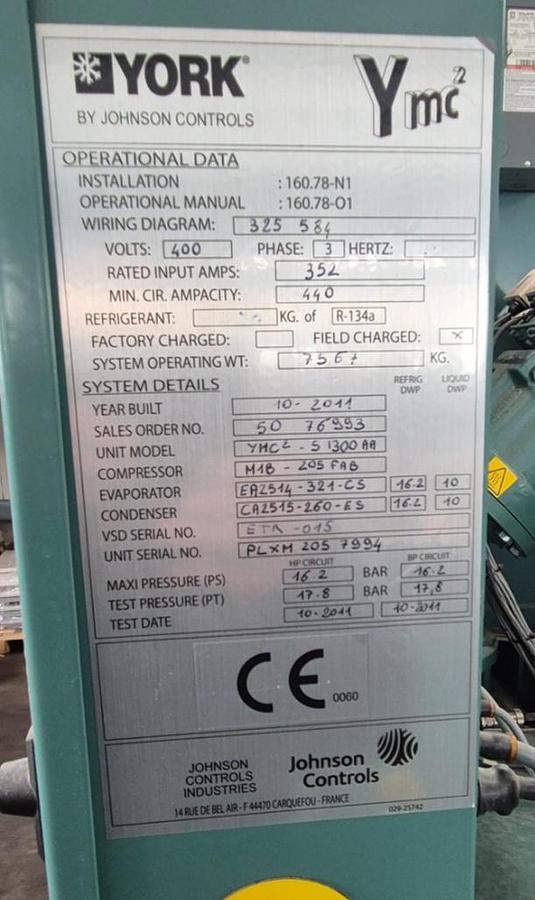 YORK®
BY JOHNSON CONTROLS
Ymc²
OPERATIONAL DATA
INSTALLATION : 160.78-N1
OPERATIONAL MANUAL : 160.78-O1
WIRING DIAGRAM: 325 584
VOLTS: 400 PHASE: 3 HERTZ:
RATED INPUT AMPS: 352
MIN. CIR. AMPACITY: 440
REFRIGERANT: KG. of R-134a
FACTORY CHARGED: FIELD CHARGED: X
SYSTEM OPERATING WT: 7567 KG.
SYSTEM DETAILS REFRIG DWP LIQUID DWP
YEAR BUILT 10-2011
SALES ORDER NO. 50 76993
UNIT MODEL YMC² - S 1300 AA
COMPRESSOR M1B - 205 FAB
EVAPORATOR EA2514-321-CS 16.2 10
CONDENSER CA2515-260-ES 16.2 10
VSD SERIAL NO. ETA-015
UNIT SERIAL NO. PLXM 205 7994
HP CIRCUIT BP CIRCUIT
MAXI PRESSURE (PS) 16.2 BAR 16.2
TEST PRESSURE (PT) 17.8 BAR 17,8
TEST DATE 10-2011 10-2011
CE 0060
JOHNSON CONTROLS INDUSTRIES
Johnson Controls
14 RUE DE BEL AIR - F 44470 CARQUEFOU - FRANCE
029-25742